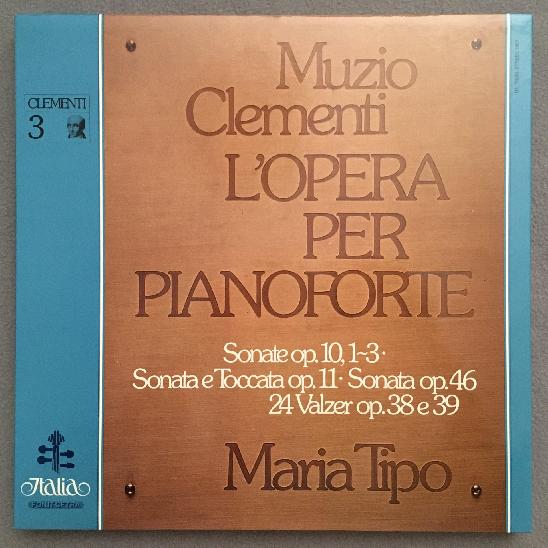 CLEMENTI
3
Muzio
Clementi
L'OPERA
PER
PIANOFORTE
Sonate op. 10, 1~3 ·
Sonata e Toccata op. 11 · Sonata op. 46
24 Valzer op. 38 e 39
Maria Tipo
Italia
FONIT CETRA